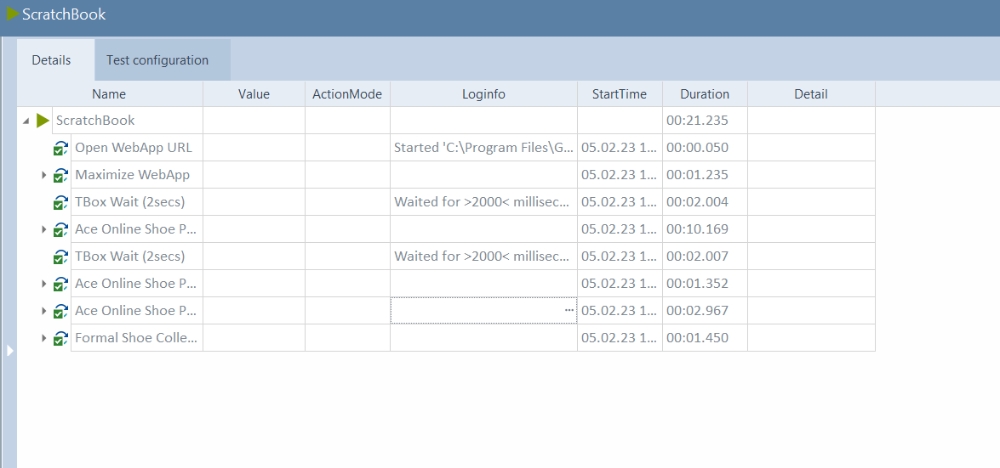 ScratchBook
Details Test configuration
Name Value ActionMode Loginfo StartTime Duration Detail
ScratchBook 00:21.235
Open WebApp URL Started 'C:\Program Files\G... 05.02.23 1... 00:00.050
Maximize WebApp 05.02.23 1... 00:01.235
TBox Wait (2secs) Waited for >2000< millisec... 05.02.23 1... 00:02.004
Ace Online Shoe P... 05.02.23 1... 00:10.169
TBox Wait (2secs) Waited for >2000< millisec... 05.02.23 1... 00:02.007
Ace Online Shoe P... 05.02.23 1... 00:01.352
Ace Online Shoe P... ... 05.02.23 1... 00:02.967
Formal Shoe Colle... 05.02.23 1... 00:01.450